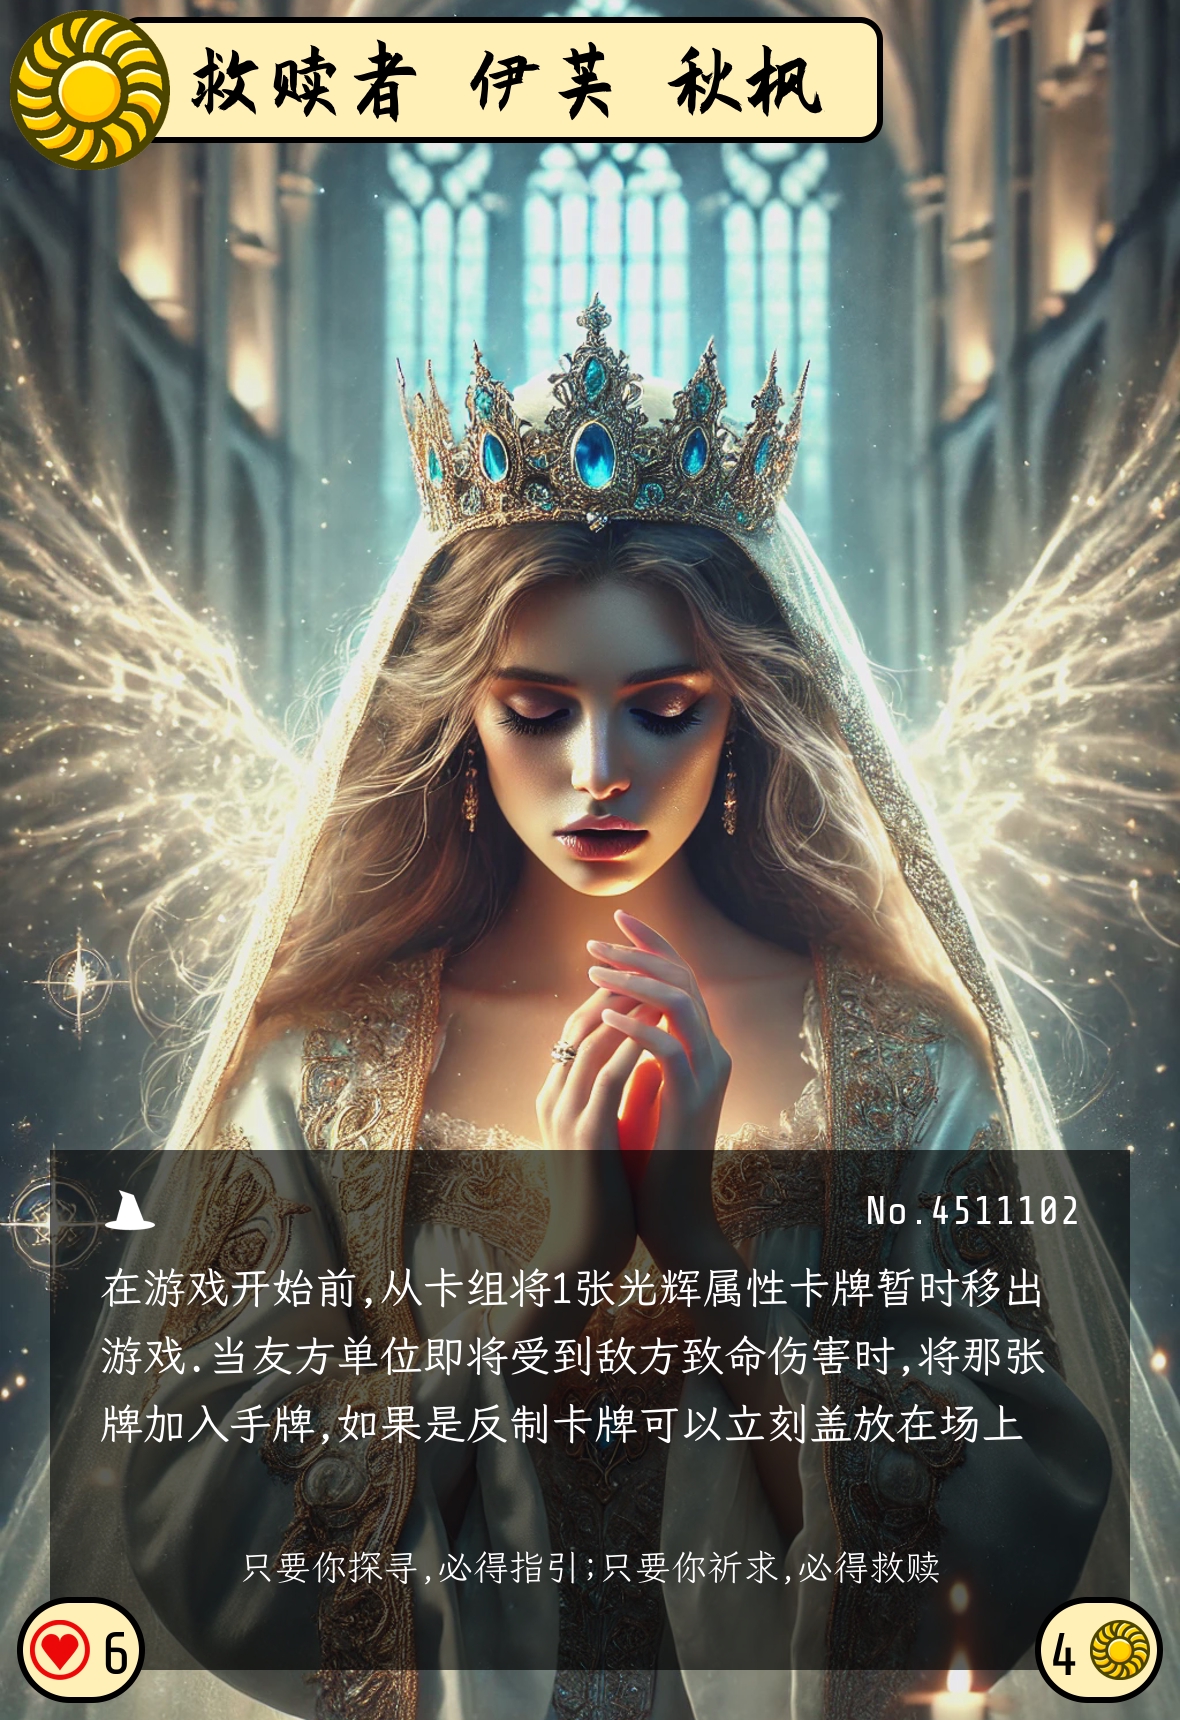 救赎者 伊芙 秋枫
No.4511102
在游戏开始前,从卡组将1张光辉属性卡牌暂时移出
游戏.当友方单位即将受到敌方致命伤害时,将那张
牌加入手牌,如果是反制卡牌可以立刻盖放在场上
只要你探寻,必得指引;只要你祈求,必得救赎
6
4